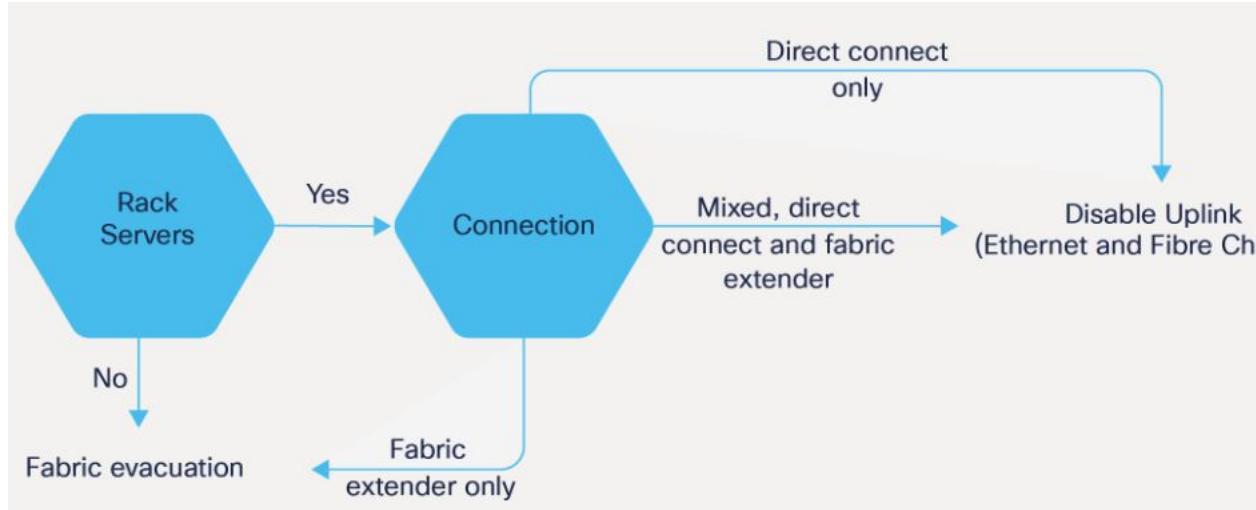 Direct connect
only
Rack
Servers
Yes
Connection
Mixed, direct
connect and fabric
extender
Disable Uplink
(Ethernet and Fibre Ch
No
Fabric evacuation
Fabric
extender only